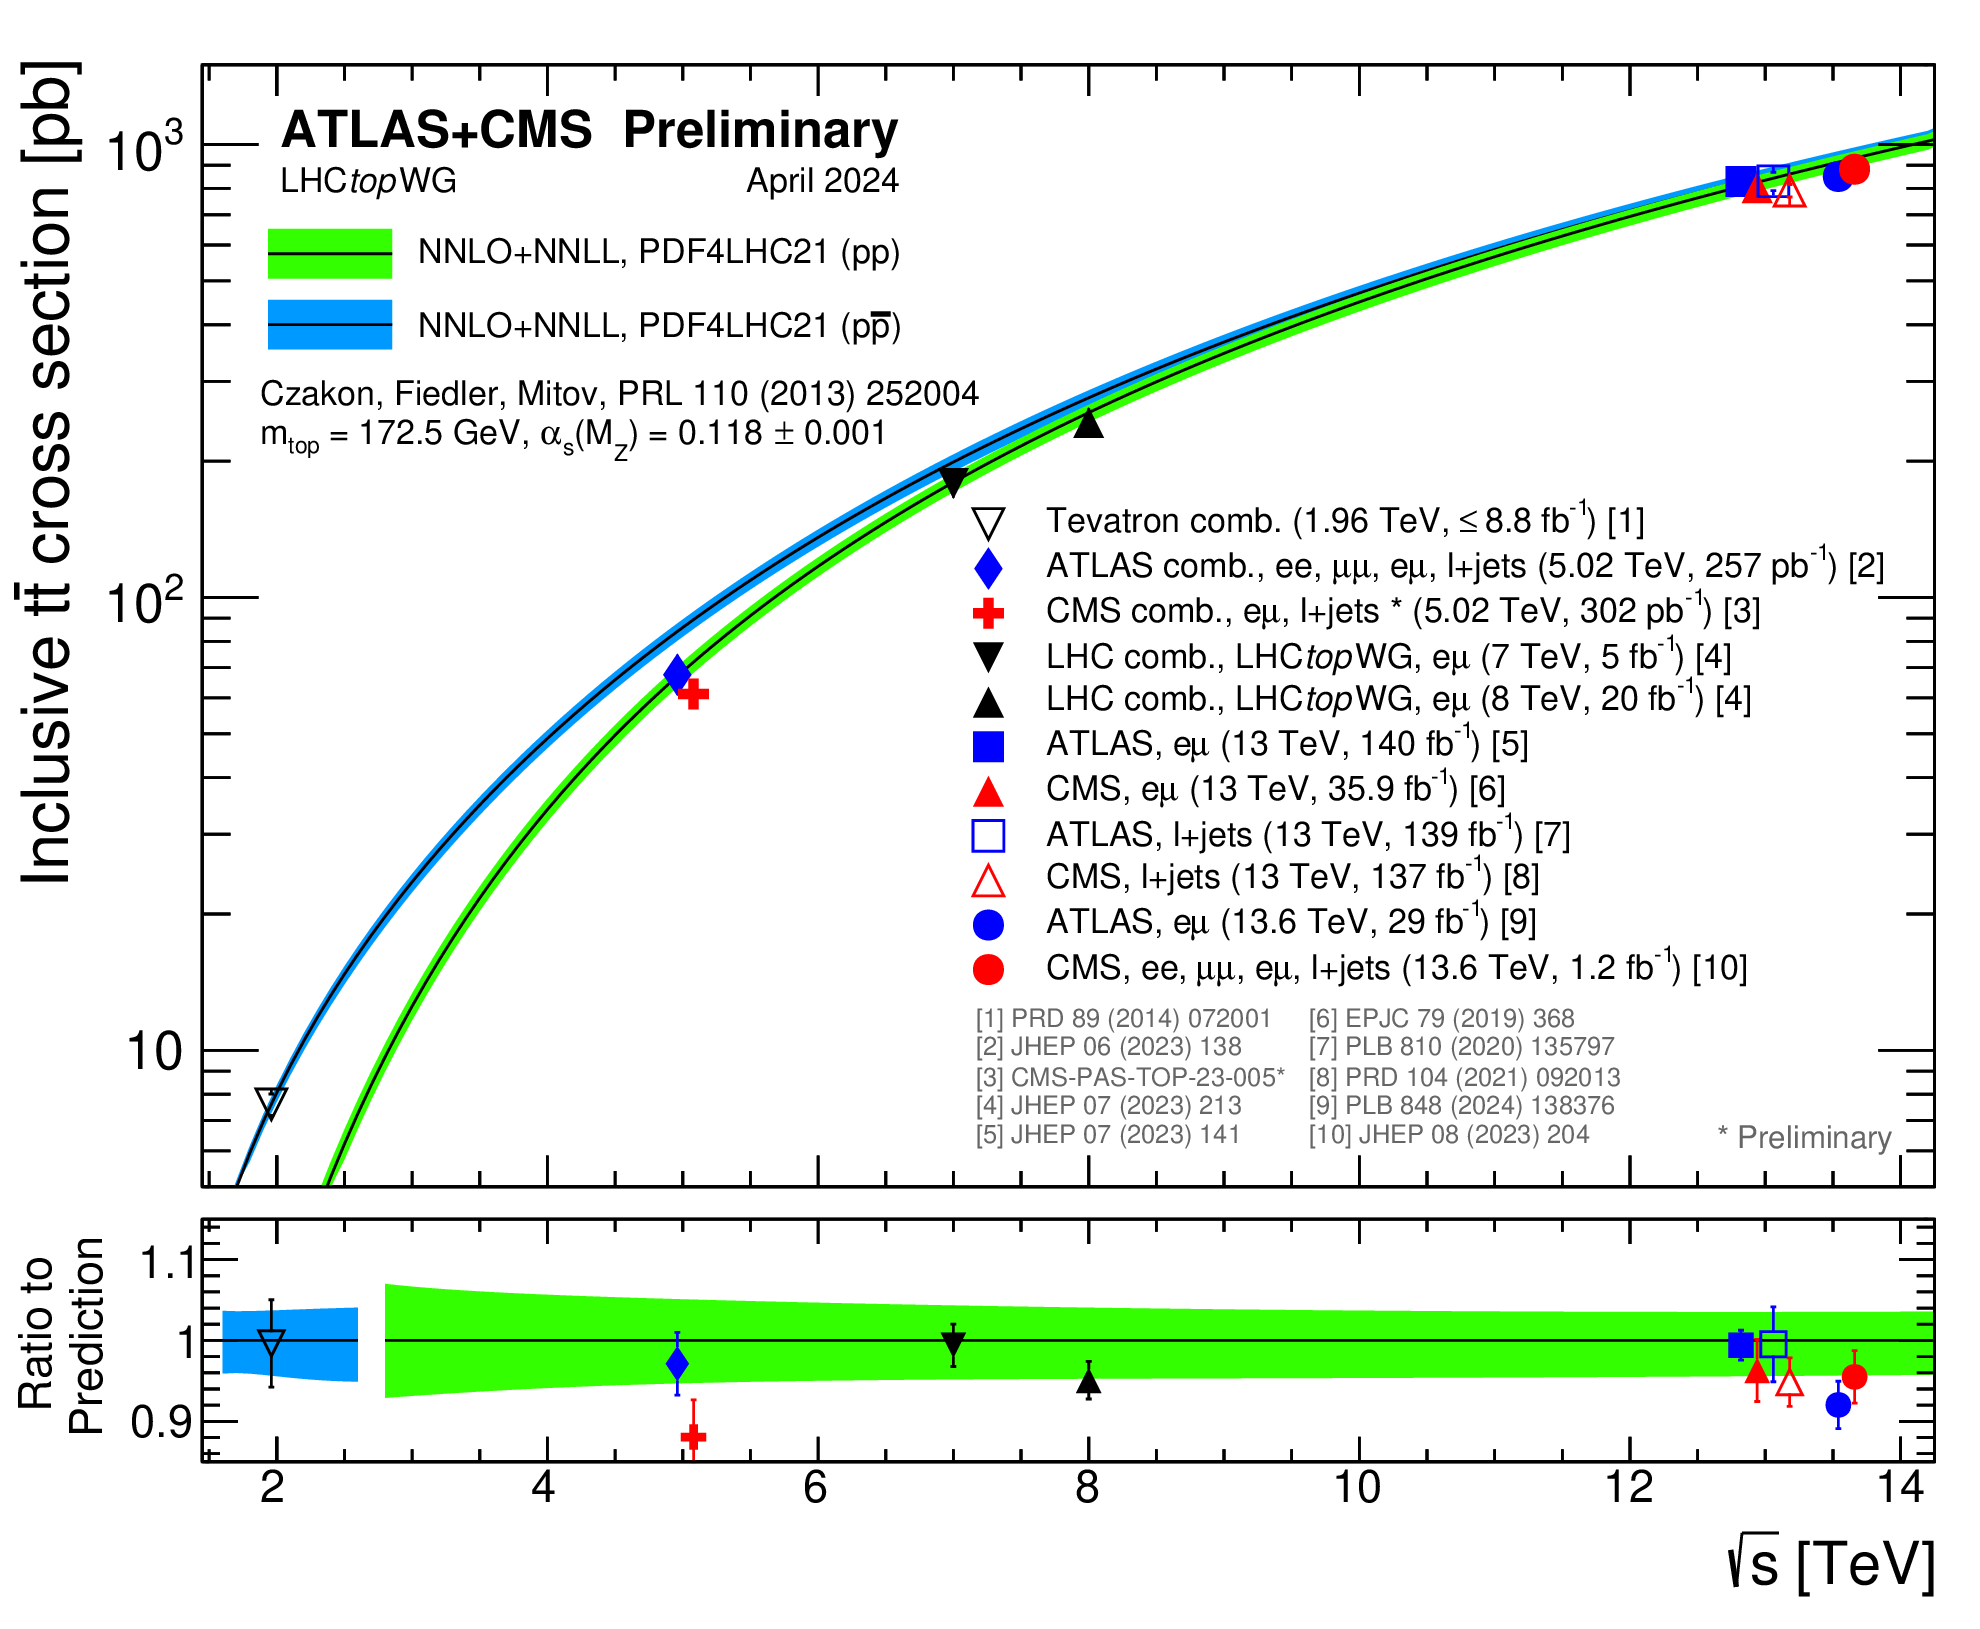 Inclusive tt̄ cross section [pb]
10³
10²
10
ATLAS+CMS Preliminary
LHCtopWG April 2024
NNLO+NNLL, PDF4LHC21 (pp)
NNLO+NNLL, PDF4LHC21 (pp̄)
Czakon, Fiedler, Mitov, PRL 110 (2013) 252004
m_top = 172.5 GeV, α_s(M_Z) = 0.118 ± 0.001
Tevatron comb. (1.96 TeV, ≤ 8.8 fb⁻¹) [1]
ATLAS comb., ee, μμ, eμ, l+jets (5.02 TeV, 257 pb⁻¹) [2]
CMS comb., eμ, l+jets * (5.02 TeV, 302 pb⁻¹) [3]
LHC comb., LHCtopWG, eμ (7 TeV, 5 fb⁻¹) [4]
LHC comb., LHCtopWG, eμ (8 TeV, 20 fb⁻¹) [4]
ATLAS, eμ (13 TeV, 140 fb⁻¹) [5]
CMS, eμ (13 TeV, 35.9 fb⁻¹) [6]
ATLAS, l+jets (13 TeV, 139 fb⁻¹) [7]
CMS, l+jets (13 TeV, 137 fb⁻¹) [8]
ATLAS, eμ (13.6 TeV, 29 fb⁻¹) [9]
CMS, ee, μμ, eμ, l+jets (13.6 TeV, 1.2 fb⁻¹) [10]
[1] PRD 89 (2014) 072001 [6] EPJC 79 (2019) 368
[2] JHEP 06 (2023) 138 [7] PLB 810 (2020) 135797
[3] CMS-PAS-TOP-23-005* [8] PRD 104 (2021) 092013
[4] JHEP 07 (2023) 213 [9] PLB 848 (2024) 138376
[5] JHEP 07 (2023) 141 [10] JHEP 08 (2023) 204 * Preliminary
Ratio to
Prediction
1.1
1
0.9
2 4 6 8 10 12 14
√s [TeV]